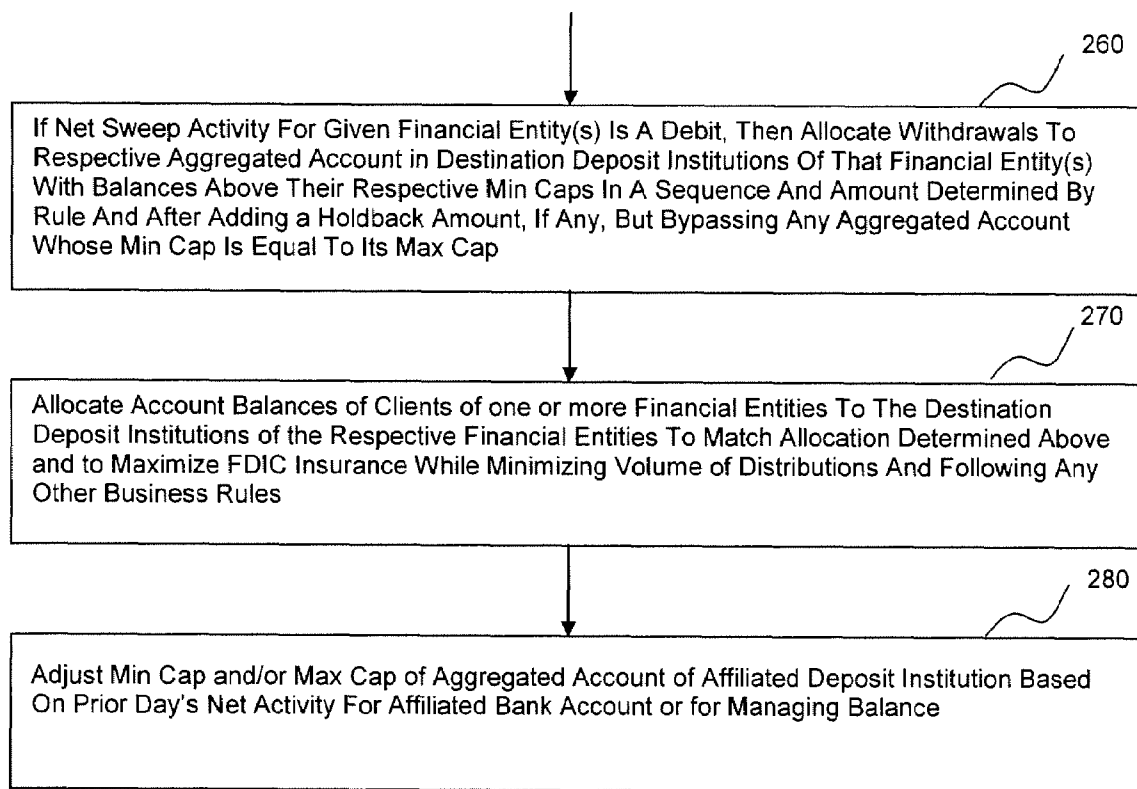 260
If Net Sweep Activity For Given Financial Entity(s) Is A Debit, Then Allocate Withdrawals To
Respective Aggregated Account in Destination Deposit Institutions Of That Financial Entity(s)
With Balances Above Their Respective Min Caps In A Sequence And Amount Determined By
Rule And After Adding a Holdback Amount, If Any, But Bypassing Any Aggregated Account
Whose Min Cap Is Equal To Its Max Cap
270
Allocate Account Balances of Clients of one or more Financial Entities To The Destination
Deposit Institutions of the Respective Financial Entities To Match Allocation Determined Above
and to Maximize FDIC Insurance While Minimizing Volume of Distributions And Following Any
Other Business Rules
280
Adjust Min Cap and/or Max Cap of Aggregated Account of Affiliated Deposit Institution Based
On Prior Day's Net Activity For Affiliated Bank Account or for Managing Balance